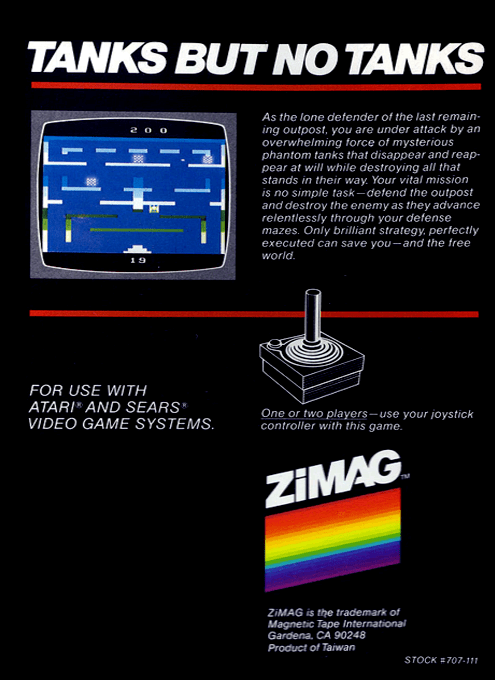 TANKS BUT NO TANKS
200
19
As the lone defender of the last remain-
ing outpost, you are under attack by an
overwhelming force of mysterious
phantom tanks that disappear and reap-
pear at will while destroying all that
stands in their way. Your vital mission
is no simple task—defend the outpost
and destroy the enemy as they advance
relentlessly through your defense
mazes. Only brilliant strategy, perfectly
executed can save you—and the free
world.
FOR USE WITH
ATARI® AND SEARS®
VIDEO GAME SYSTEMS.
One or two players—use your joystick
controller with this game.
ZiMAG™
ZiMAG is the trademark of
Magnetic Tape International
Gardena, CA 90248
Product of Taiwan
STOCK #707-111